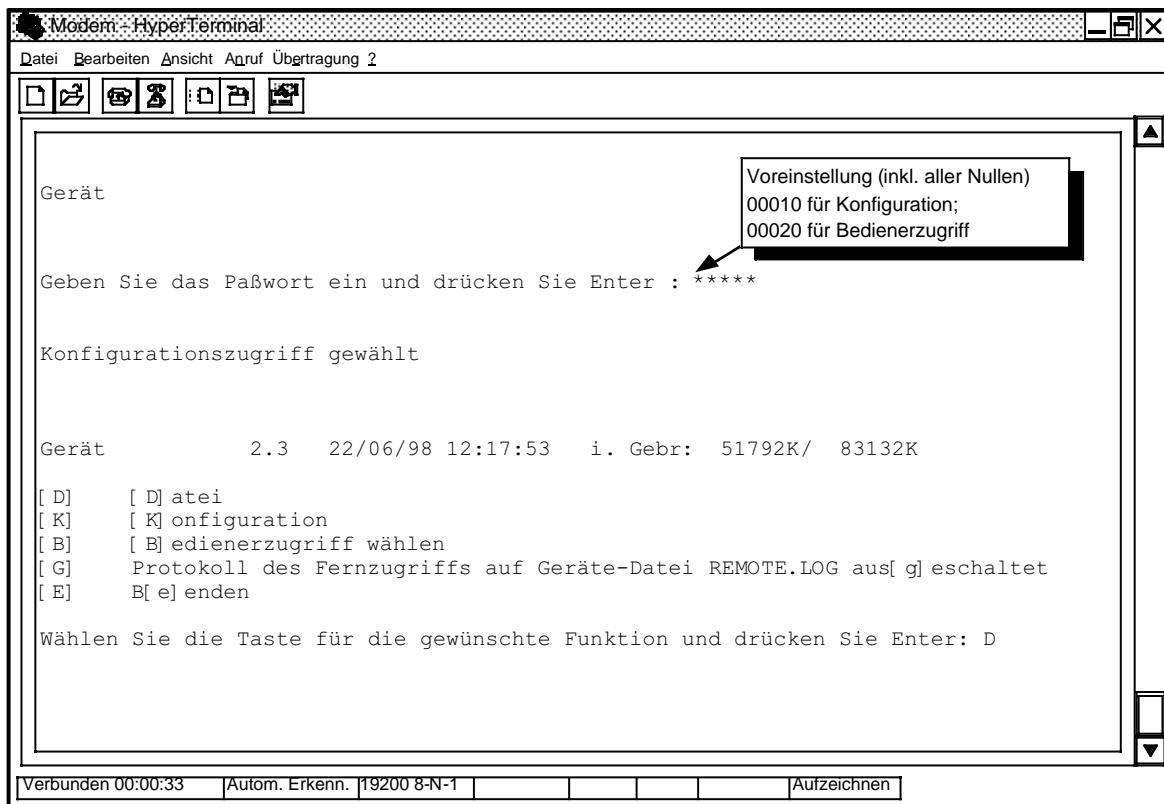 Modem - HyperTerminal
Datei Bearbeiten Ansicht Anruf Übertragung ?
Gerät
Voreinstellung (inkl. aller Nullen)
00010 für Konfiguration;
00020 für Bedienerzugriff
Geben Sie das Paßwort ein und drücken Sie Enter : *****
Konfigurationszugriff gewählt
Gerät 2.3 22/06/98 12:17:53 i. Gebr: 51792K/ 83132K
[ D] [ D] atei
[ K] [ K] onfiguration
[ B] [ B] edienerzugriff wählen
[ G] Protokoll des Fernzugriffs auf Geräte-Datei REMOTE.LOG aus[ g] eschaltet
[ E] B[ e] enden
Wählen Sie die Taste für die gewünschte Funktion und drücken Sie Enter: D
Verbunden 00:00:33 Autom. Erkenn. 19200 8-N-1 Aufzeichnen